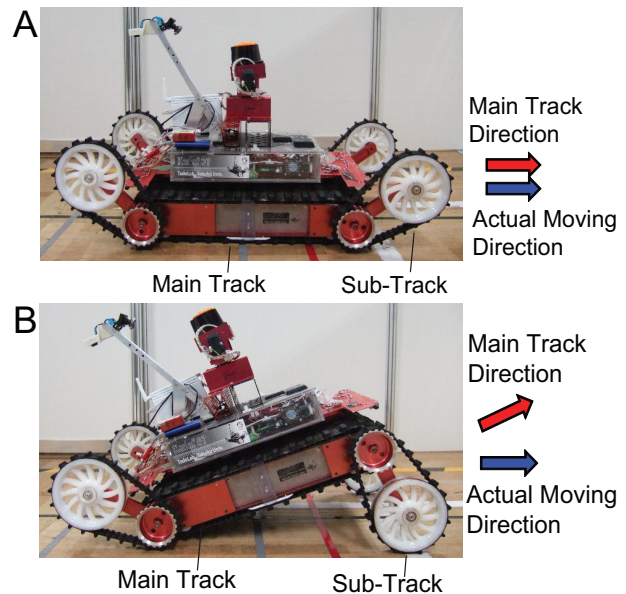 A
Main Track
Direction
Actual Moving
Direction
Main Track
Sub-Track
B
Main Track
Direction
Actual Moving
Direction
Main Track
Sub-Track